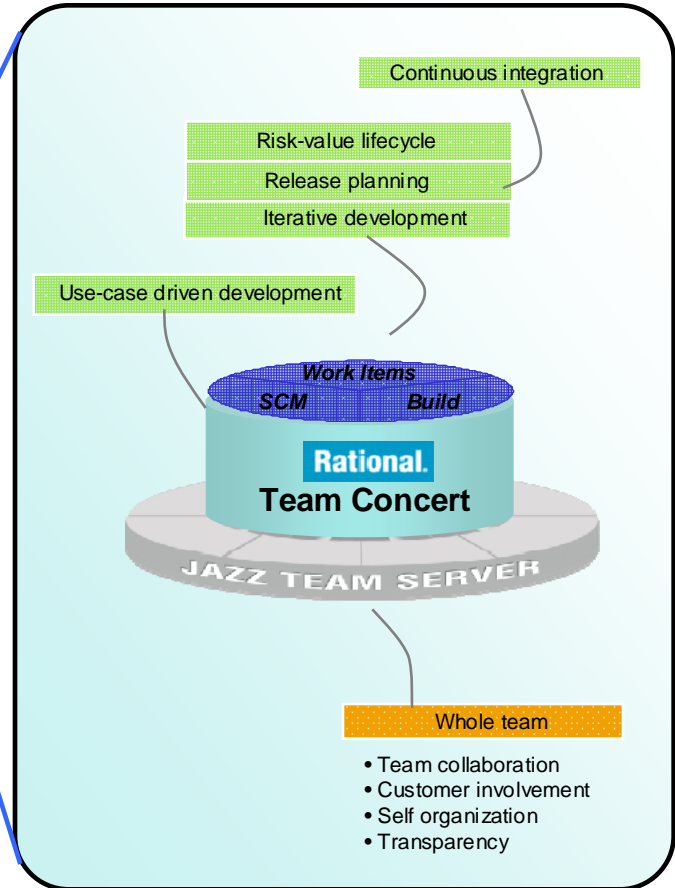 Continuous integration
Risk-value lifecycle
Release planning
Iterative development
Use-case driven development
Work Items
SCM Build
Rational.
Team Concert
JAZZ TEAM SERVER
Whole team
• Team collaboration
• Customer involvement
• Self organization
• Transparency